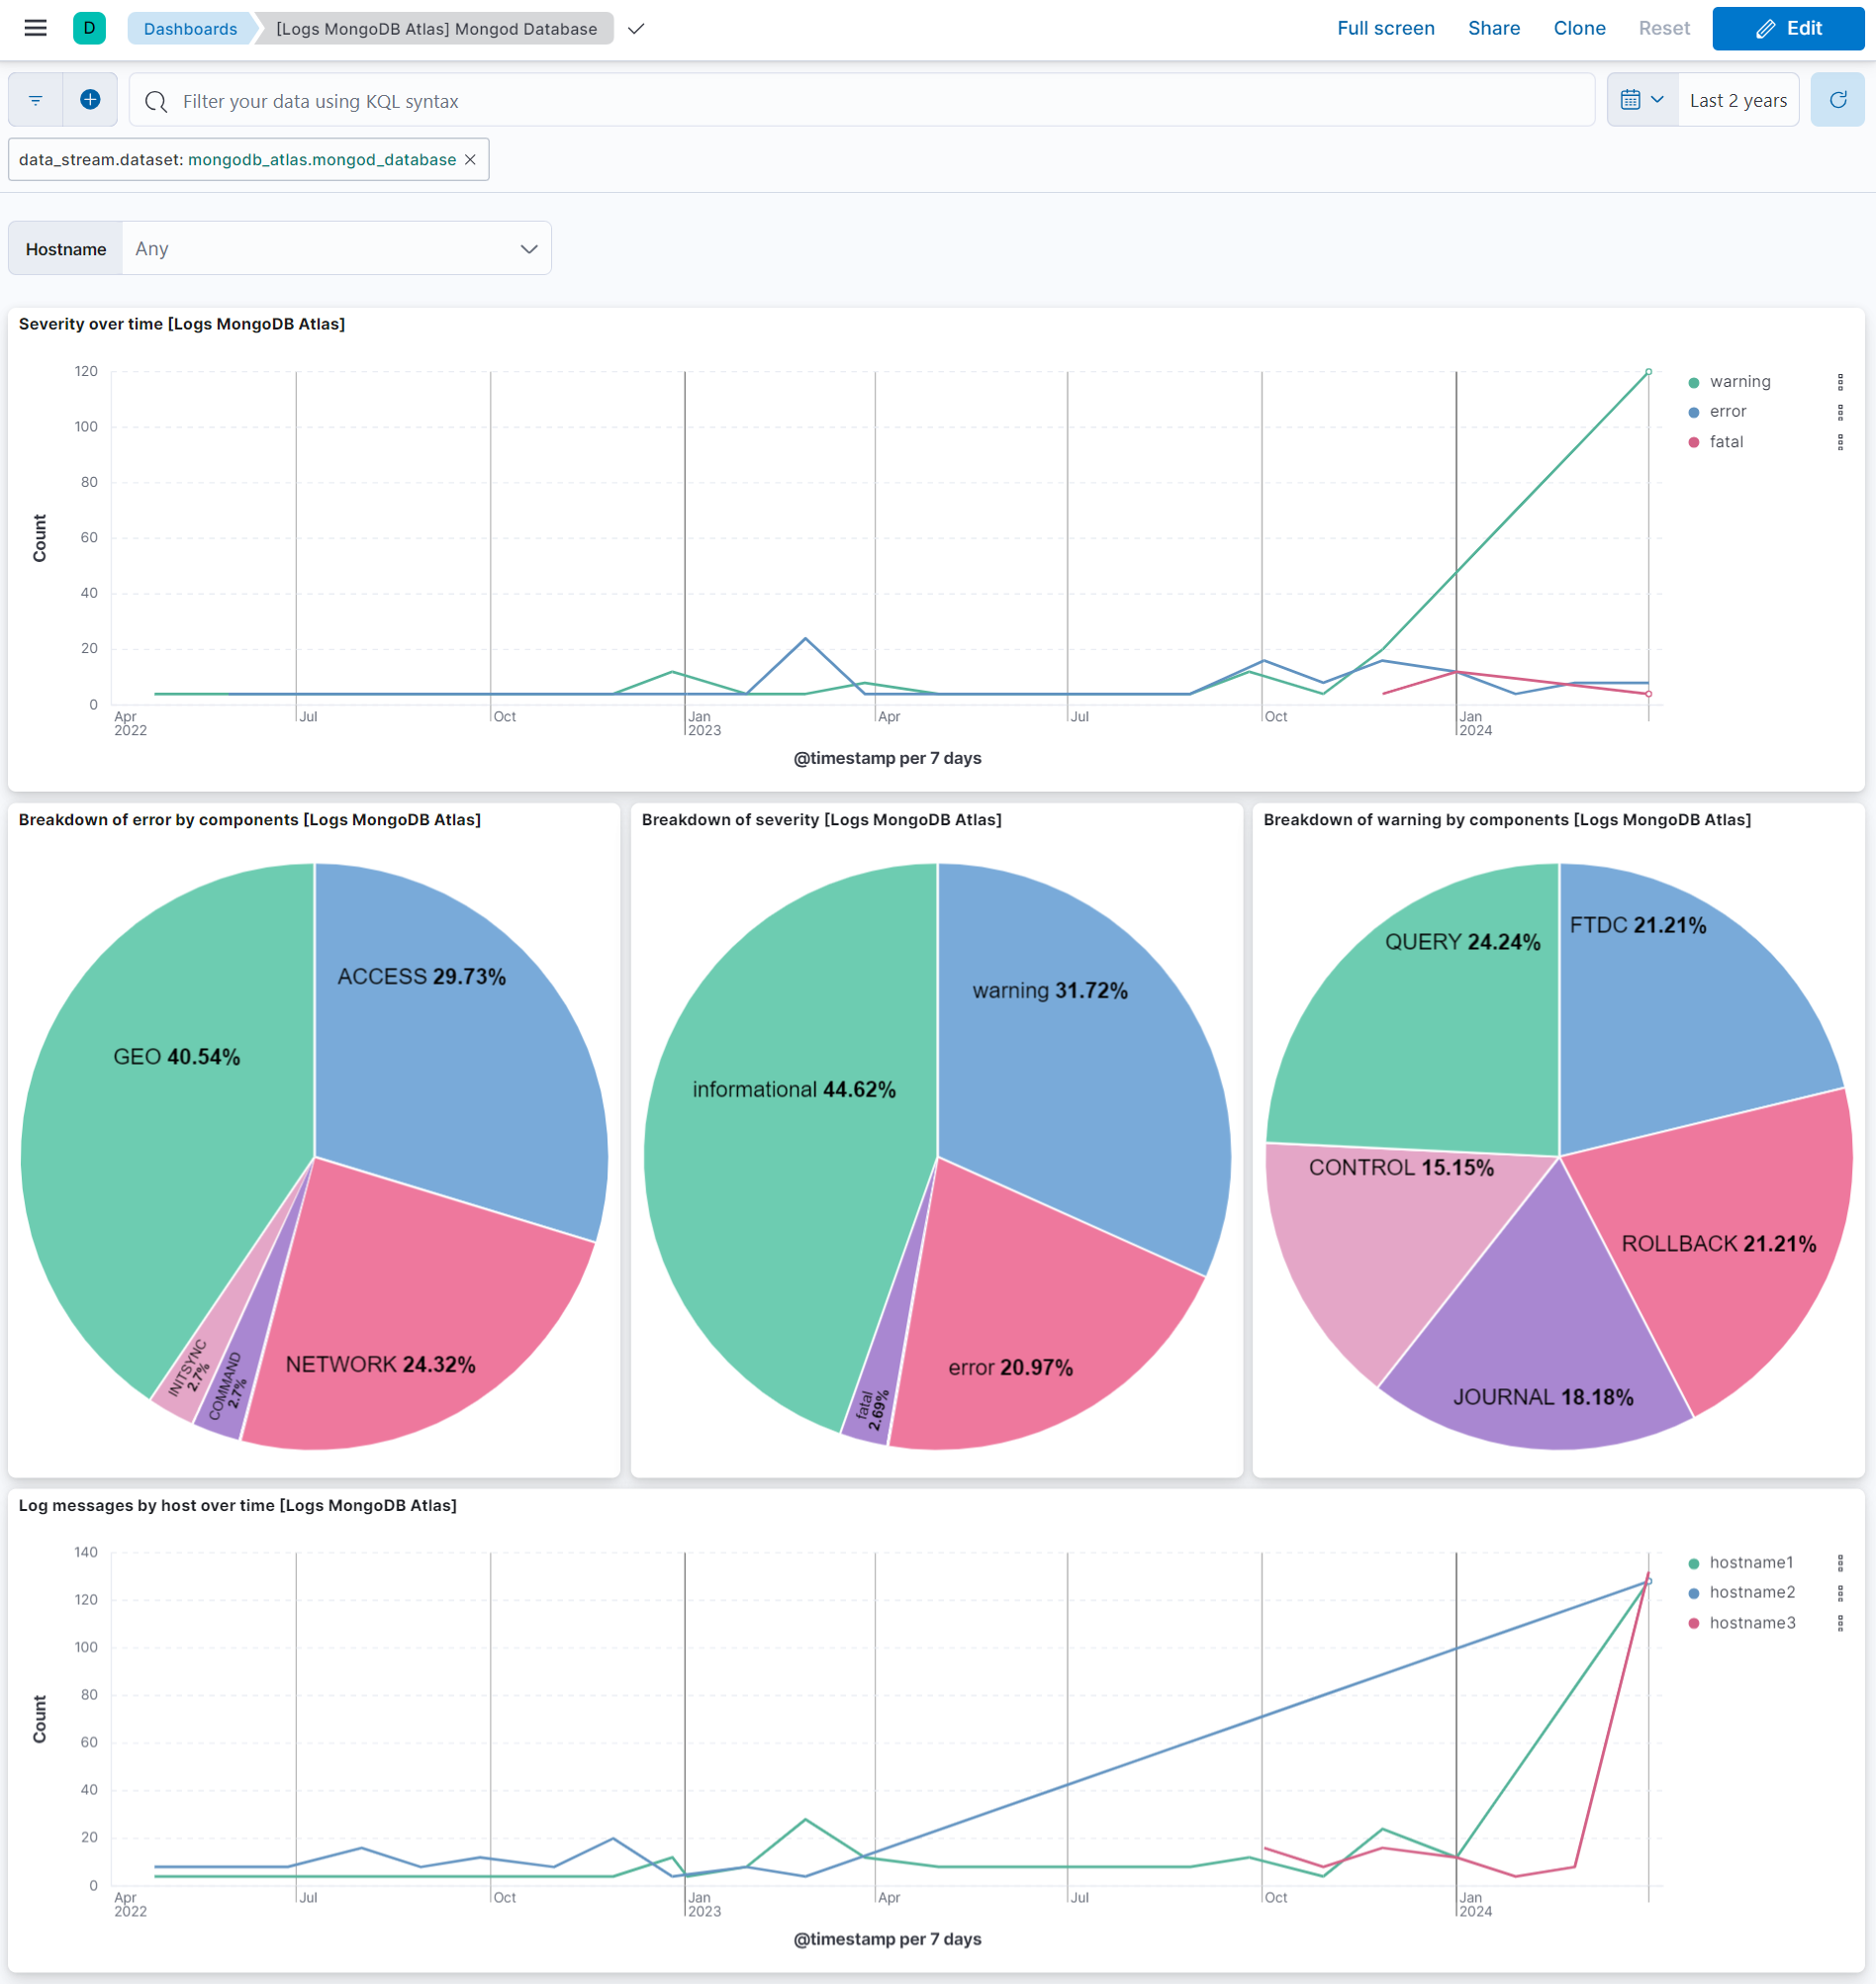 D
Dashboards
[Logs MongoDB Atlas] Mongod Database
Full screen
Share
Clone
Reset
Edit
Filter your data using KQL syntax
Last 2 years
data_stream.dataset: mongodb_atlas.mongod_database
Hostname
Any
Severity over time [Logs MongoDB Atlas]
120
100
80
60
40
20
0
Count
Apr
2022
Jul
Oct
Jan
2023
Apr
Jul
Oct
Jan
2024
@timestamp per 7 days
warning
error
fatal
Breakdown of error by components [Logs MongoDB Atlas]
ACCESS 29.73%
GEO 40.54%
NETWORK 24.32%
INITSYNC
2.7%
COMMAND
2.7%
Breakdown of severity [Logs MongoDB Atlas]
warning 31.72%
informational 44.62%
error 20.97%
fatal
2.69%
Breakdown of warning by components [Logs MongoDB Atlas]
FTDC 21.21%
QUERY 24.24%
CONTROL 15.15%
ROLLBACK 21.21%
JOURNAL 18.18%
Log messages by host over time [Logs MongoDB Atlas]
140
120
100
80
60
40
20
0
Count
Apr
2022
Jul
Oct
Jan
2023
Apr
Jul
Oct
Jan
2024
@timestamp per 7 days
hostname1
hostname2
hostname3